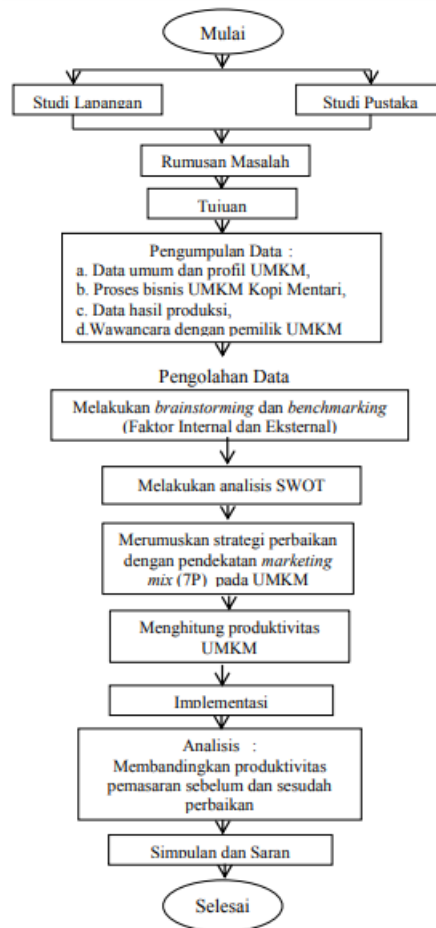 Mulai
Studi Lapangan
Studi Pustaka
Rumusan Masalah
Tujuan
Pengumpulan Data :
a. Data umum dan profil UMKM,
b. Proses bisnis UMKM Kopi Mentari,
c. Data hasil produksi,
d.Wawancara dengan pemilik UMKM
Pengolahan Data
Melakukan brainstorming dan benchmarking
(Faktor Internal dan Eksternal)
Melakukan analisis SWOT
Merumuskan strategi perbaikan
dengan pendekatan marketing
mix (7P) pada UMKM
Menghitung produktivitas
UMKM
Implementasi
Analisis :
Membandingkan produktivitas
pemasaran sebelum dan sesudah
perbaikan
Simpulan dan Saran
Selesai